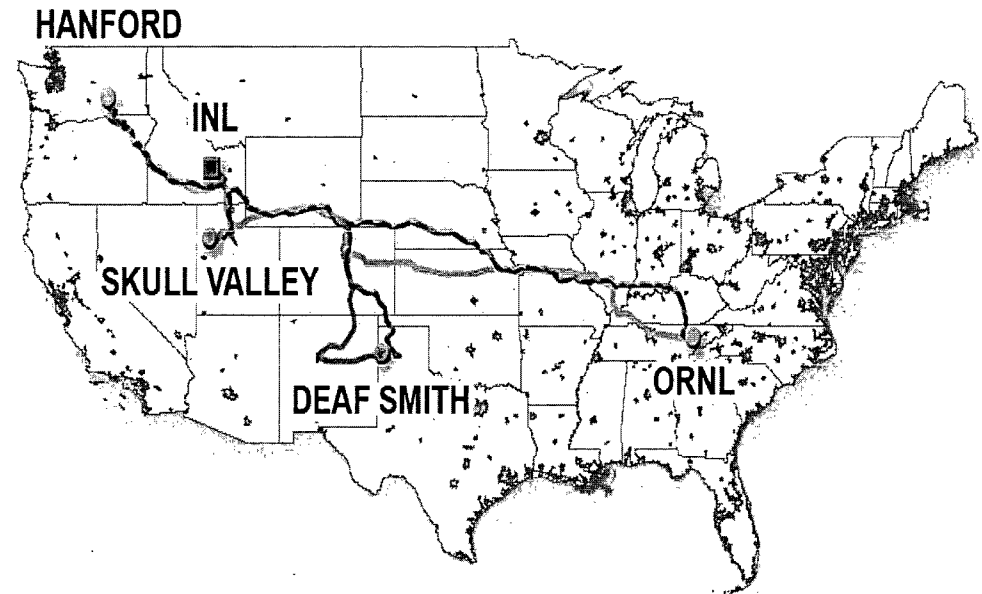 HANFORD
INL
SKULL VALLEY
DEAF SMITH
ORNL